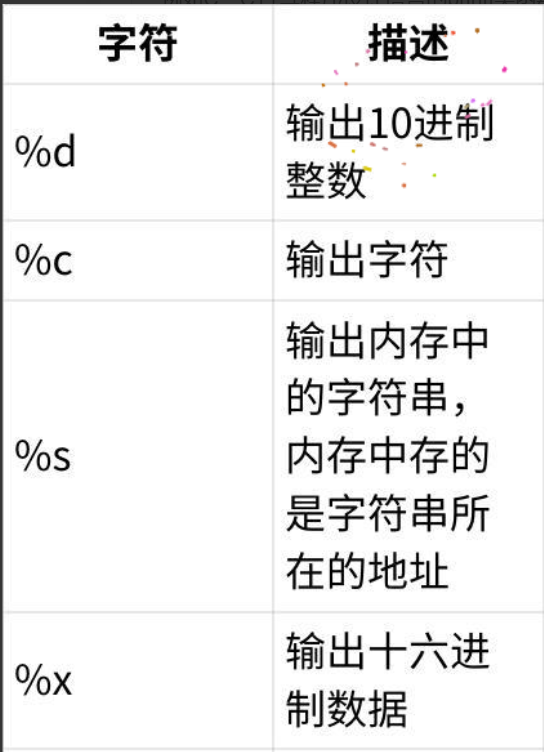 字符
描述
%d
输出10进制
整数
%c
输出字符
%s
输出内存中
的字符串，
内存中存的
是字符串所
在的地址
%x
输出十六进
制数据